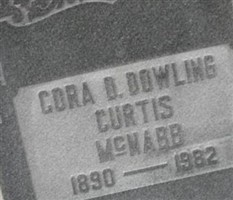 CORA D. DOWLING
CURTIS
McNABB
1890 — 1982